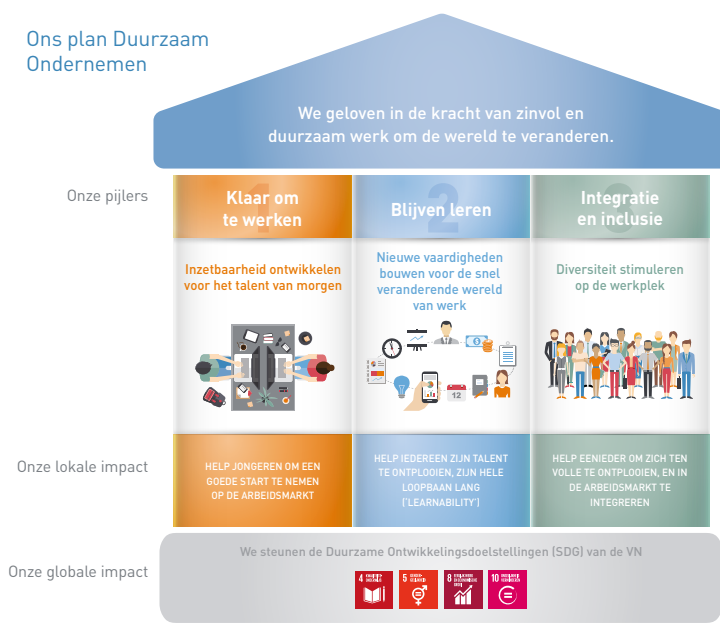 Ons plan Duurzaam
Ondernemen
We geloven in de kracht van zinvol en
duurzaam werk om de wereld te veranderen.
Onze pijlers
1
Klaar om
te werken
2
Blijven leren
3
Integratie
en inclusie
Inzetbaarheid ontwikkelen
voor het talent van morgen
Nieuwe vaardigheden
bouwen voor de snel
veranderende wereld
van werk
Diversiteit stimuleren
op de werkplek
12
Onze lokale impact
HELP JONGEREN OM EEN
GOEDE START TE NEMEN
OP DE ARBEIDSMARKT
HELP IEDEREEN ZIJN TALENT
TE ONTPLOOIEN, ZIJN HELE
LOOPBAAN LANG
('LEARNABILITY')
HELP EENIEDER OM ZICH TEN
VOLLE TE ONTPLOOIEN, EN IN
DE ARBEIDSMARKT TE
INTEGREREN
We steunen de Duurzame Ontwikkelingsdoelstellingen (SDG) van de VN
Onze globale impact
4
5
8
10